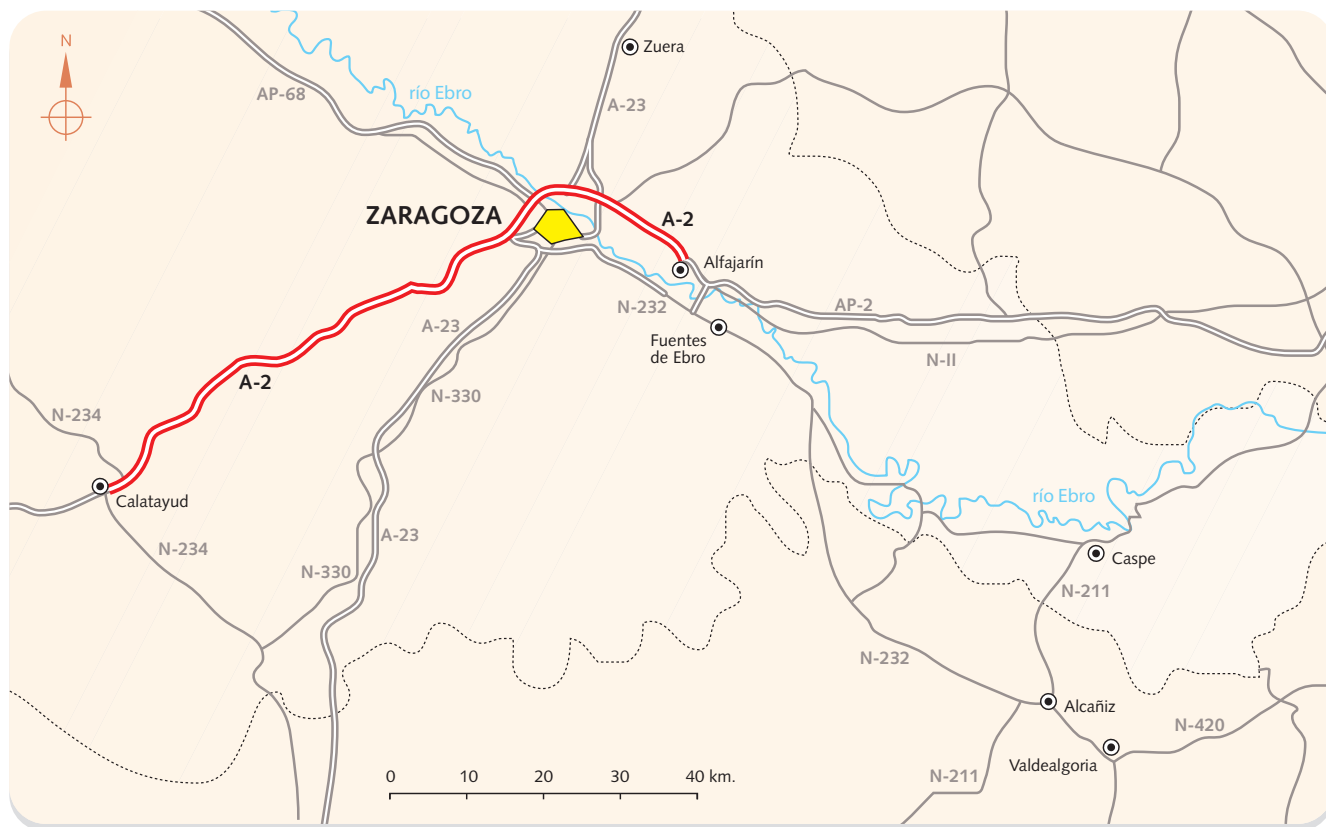 N
Zuera
río Ebro
AP-68
A-23
ZARAGOZA
A-2
Alfajarín
AP-2
N-232
A-23
Fuentes
de Ebro
N-II
A-2
N-330
N-234
Calatayud
río Ebro
A-23
N-234
Caspe
N-330
N-211
N-232
Alcañiz
N-420
Valdealgoria
N-211
0 10 20 30 40 km.